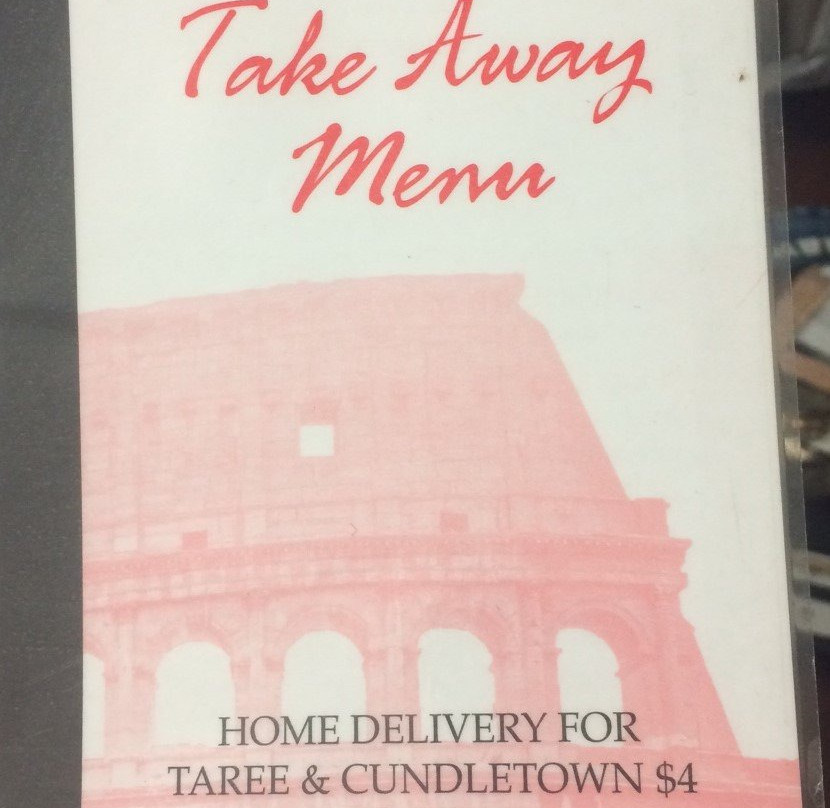 Take Away
Menu
HOME DELIVERY FOR
TAREE & CUNDLETOWN $4